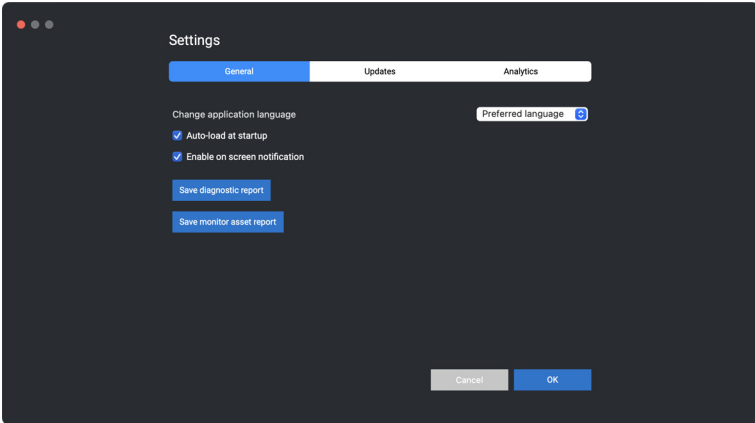 Settings
General Updates Analytics
Change application language Preferred language
Auto-load at startup
Enable on screen notification
Save diagnostic report
Save monitor asset report
Cancel OK